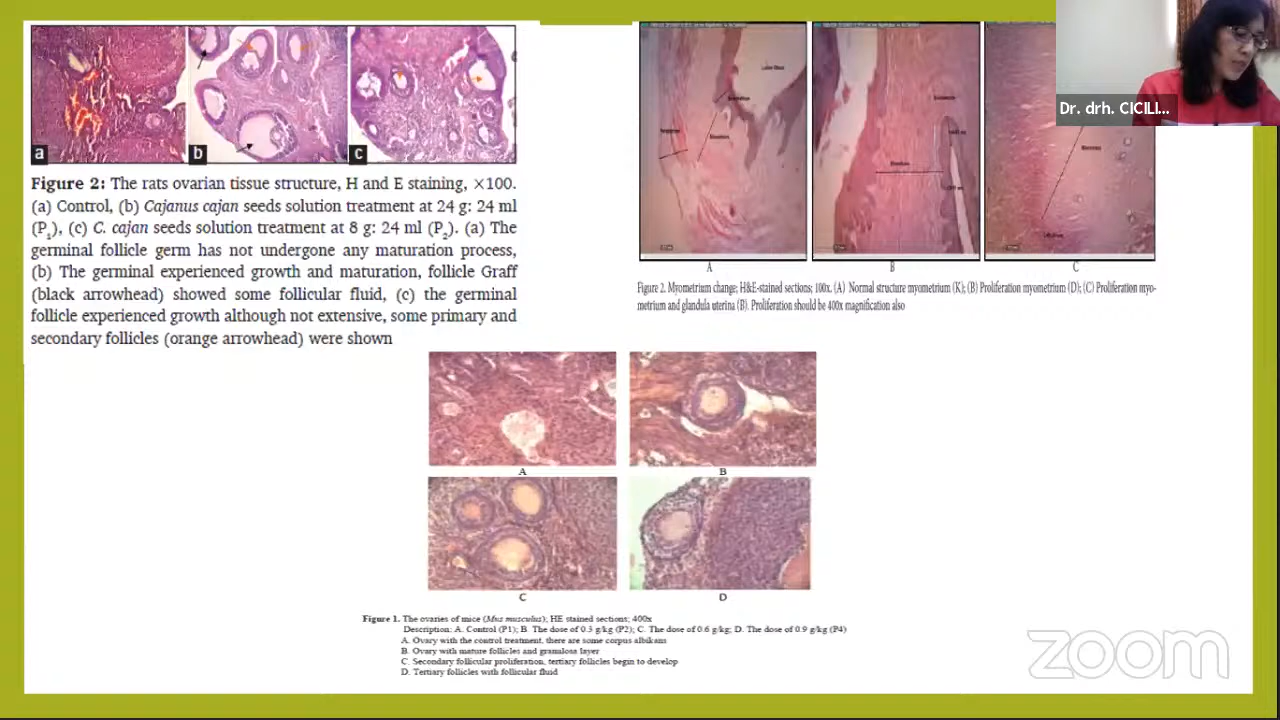 a
b
c
Figure 2: The rats ovarian tissue structure, H and E staining, ×100.
(a) Control, (b) Cajanus cajan seeds solution treatment at 24 g: 24 ml
(P1), (c) C. cajan seeds solution treatment at 8 g: 24 ml (P2). (a) The
germinal follicle germ has not undergone any maturation process,
(b) The germinal experienced growth and maturation, follicle Graff
(black arrowhead) showed some follicular fluid, (c) the germinal
follicle experienced growth although not extensive, some primary and
secondary follicles (orange arrowhead) were shown
A
B
C
Figure 2. Myometrium change; H&E-stained sections; 100x. (A) Normal structure myometrium (K); (B) Proliferation myometrium (D); (C) Proliferation myo-
metrium and glandula uterina (B). Proliferation should be 400x magnification also
Dr. drh. CICILI...
A
B
C
D
Figure 1. The ovaries of mice (Mus musculus); HE stained sections; 400x
Description: A. Control (P1); B. The dose of 0.3 g/kg (P2); C. The dose of 0.6 g/kg; D. The dose of 0.9 g/kg (P4)
A. Ovary with the control treatment, there are some corpus albikans
B. Ovary with mature follicles and granulosa layer
C. Secondary follicular proliferation, tertiary follicles begin to develop
D. Tertiary follicles with follicular fluid
zoom